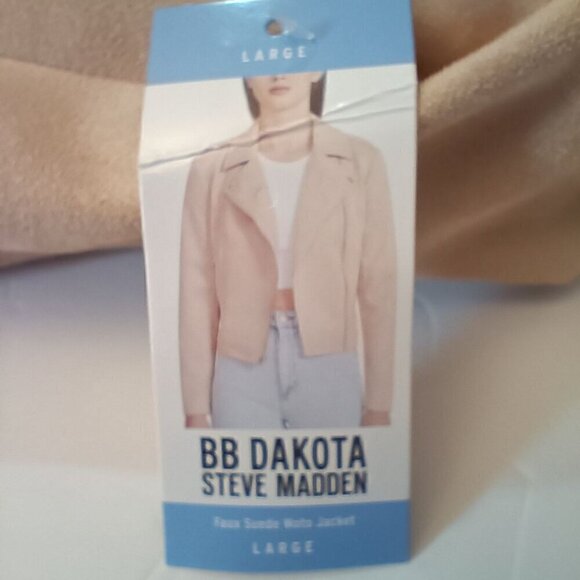 LARGE
BB DAKOTA
STEVE MADDEN
Faux Suede Moto Jacket
LARGE